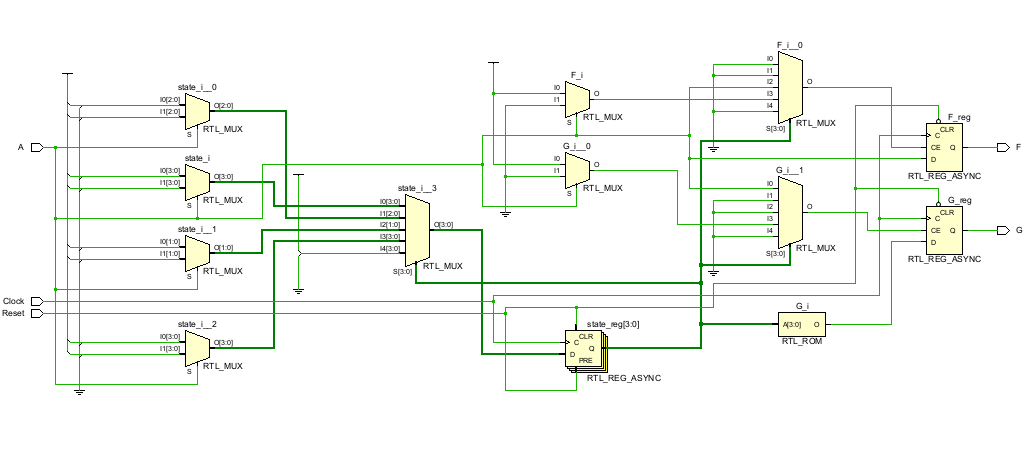 A
Clock
Reset
state_i__0
I0[2:0]
I1[2:0]
O[2:0]
S
RTL_MUX
state_i
I0[3:0]
I1[3:0]
O[3:0]
S
RTL_MUX
state_i__1
I0[1:0]
I1[1:0]
O[1:0]
S
RTL_MUX
state_i__2
I0[3:0]
I1[3:0]
O[3:0]
S
RTL_MUX
state_i__3
I0[3:0]
I1[2:0]
I2[1:0]
I3[3:0]
I4[3:0]
O[3:0]
S[3:0]
RTL_MUX
F_i
I0
I1
O
S
RTL_MUX
G_i__0
I0
I1
O
S
RTL_MUX
state_reg[3:0]
CLR
C
D
Q
PRE
RTL_REG_ASYNC
F_i__0
I0
I1
I2
I3
I4
O
S[3:0]
RTL_MUX
G_i__1
I0
I1
I2
I3
I4
O
S[3:0]
RTL_MUX
G_i
A[3:0]
O
RTL_ROM
F_reg
CLR
C
CE
Q
D
RTL_REG_ASYNC
F
G_reg
CLR
C
CE
Q
D
RTL_REG_ASYNC
G